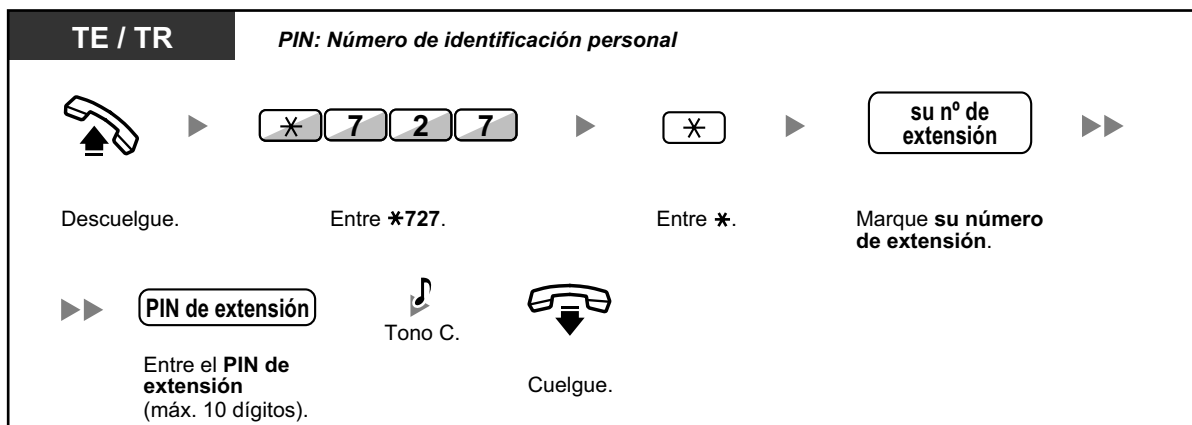 TE / TR
PIN: Número de identificación personal
* 7 2 7
*
su nº de
extensión
Descuelgue.
Entre *727.
Entre *.
Marque su número
de extensión.
PIN de extensión
Tono C.
Entre el PIN de
extensión
(máx. 10 dígitos).
Cuelgue.